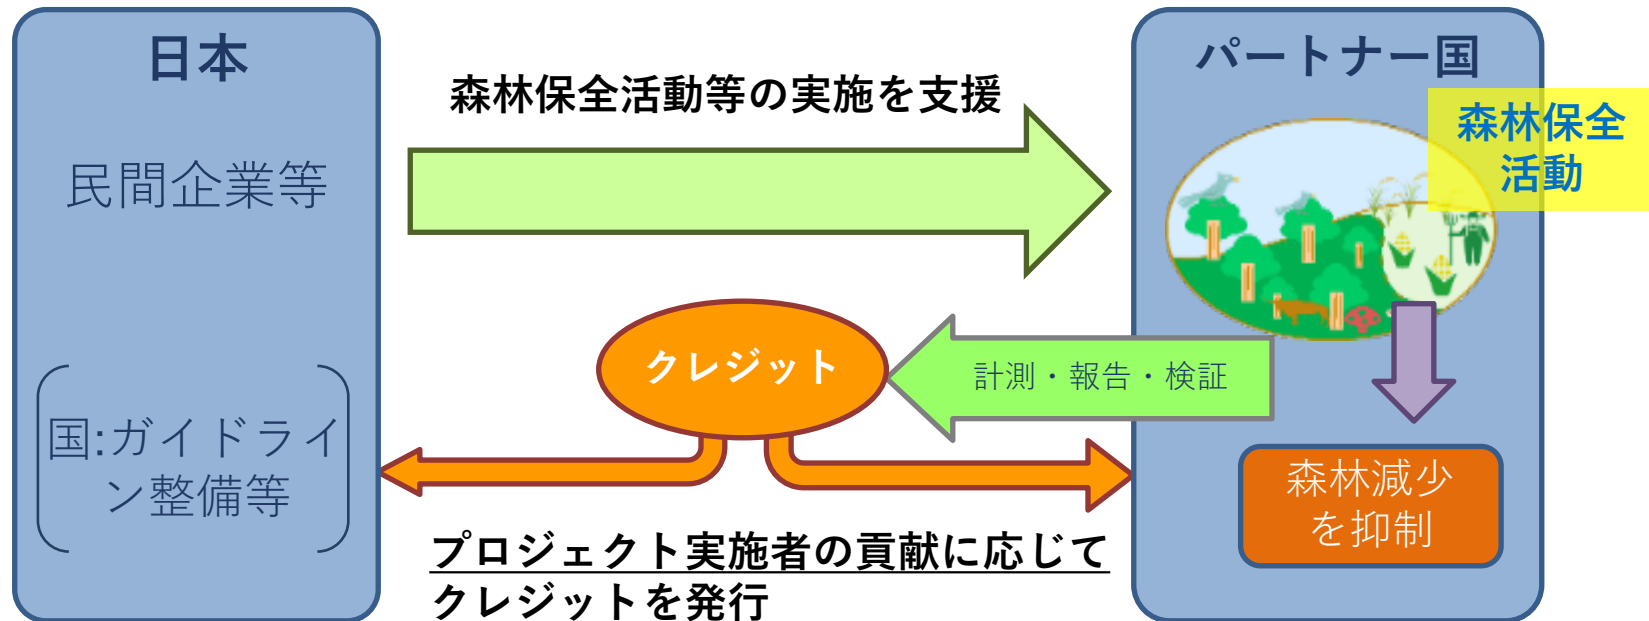 日本
民間企業等
国:ガイドライ
ン整備等
森林保全活動等の実施を支援
クレジット
計測・報告・検証
プロジェクト実施者の貢献に応じて
クレジットを発行
パートナー国
森林保全
活動
森林減少
を抑制